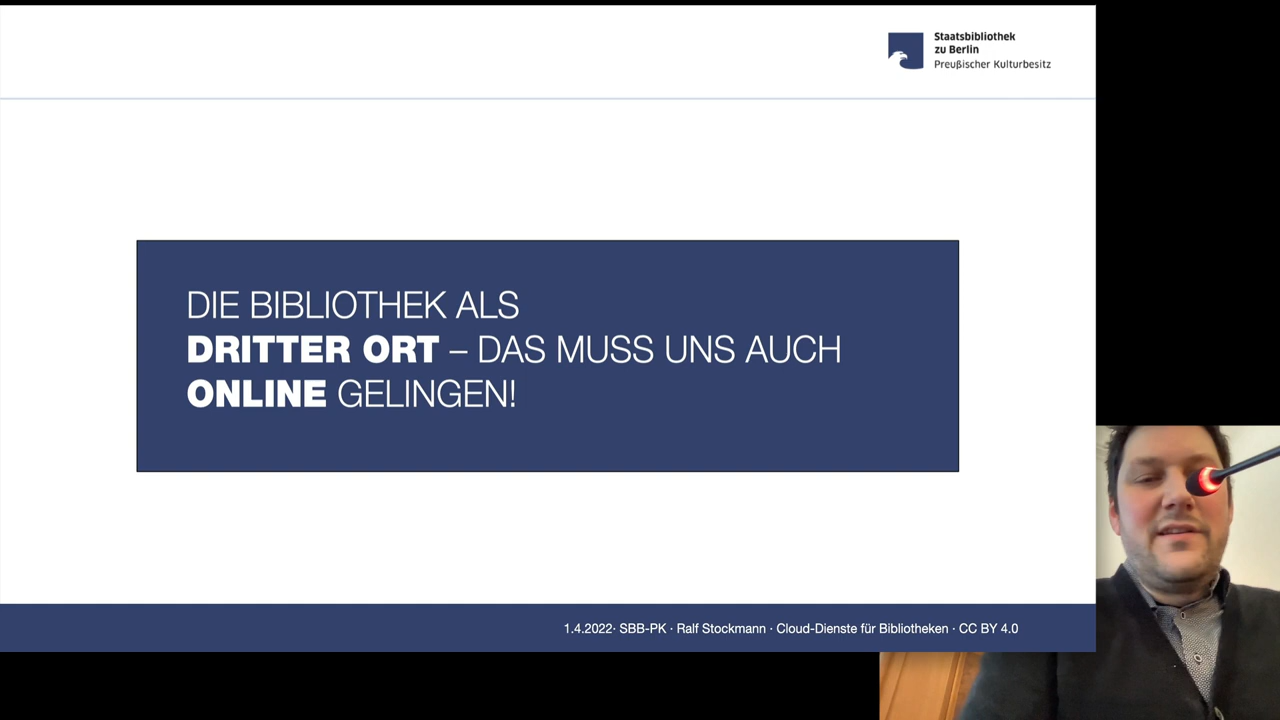 Staatsbibliothek
zu Berlin
Preußischer Kulturbesitz
DIE BIBLIOTHEK ALS
DRITTER ORT – DAS MUSS UNS AUCH
ONLINE GELINGEN!
1.4.2022· SBB-PK · Ralf Stockmann · Cloud-Dienste für Bibliotheken · CC BY 4.0